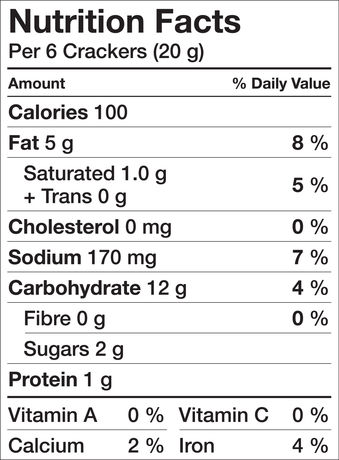 Nutrition Facts
Per 6 Crackers (20 g)
Amount % Daily Value
Calories 100
Fat 5 g 8 %
Saturated 1.0 g
+ Trans 0 g 5 %
Cholesterol 0 mg 0 %
Sodium 170 mg 7 %
Carbohydrate 12 g 4 %
Fibre 0 g 0 %
Sugars 2 g
Protein 1 g
Vitamin A 0 % Vitamin C 0 %
Calcium 2 % Iron 4 %